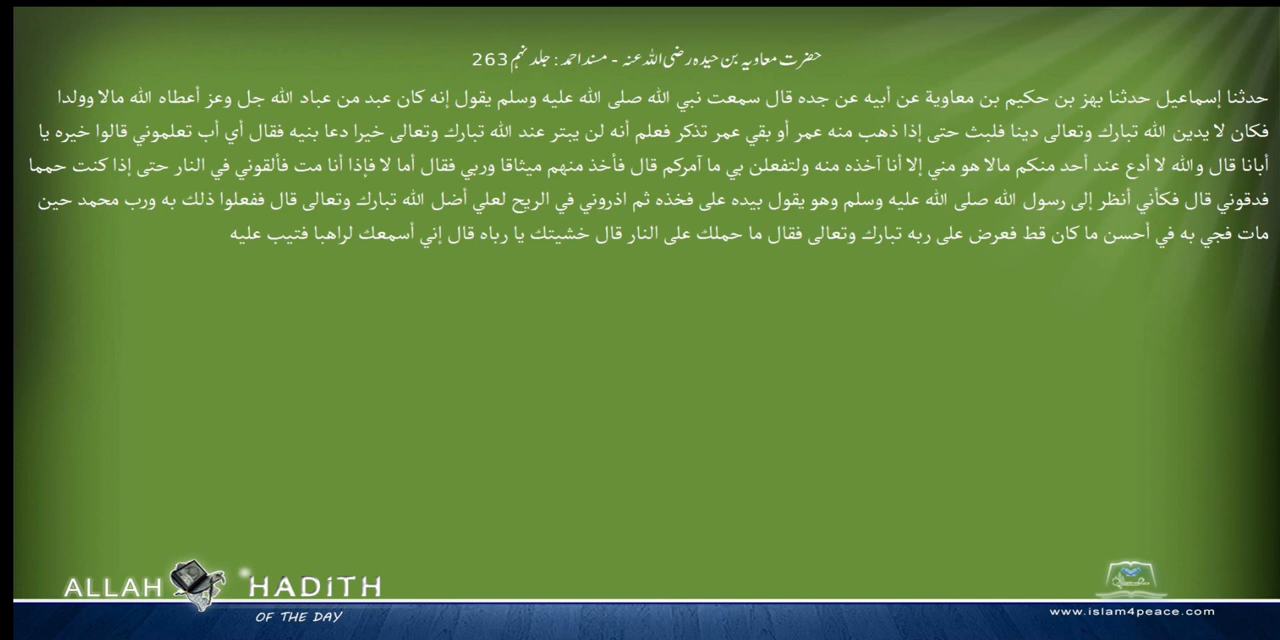 حضرت معاویہ بن حیدہ رضی اللہ عنہ - مسند احمد : جلد نہم 263
حدثنا إسماعيل حدثنا بهز بن حكيم بن معاوية عن أبيه عن جده قال سمعت نبي الله صلى الله عليه وسلم يقول إنه كان عبد من عباد الله جل وعز أعطاه الله مالا وولدا
فكان لا يدين الله تبارك وتعالى دينا فلبث حتى إذا ذهب منه عمر أو بقي عمر تذكر فعلم أنه لن يبتر عند الله تبارك وتعالى خيرا دعا بنيه فقال أي أب تعلموني قالوا خيره يا
أبانا قال والله لا أدع عند أحد منكم مالا هو مني إلا أنا آخذه منه ولتفعلن بي ما آمركم قال فأخذ منهم ميثاقا وربي فقال أما لا فإذا أنا مت فألقوني في النار حتى إذا كنت حمما
فدقوني قال فكأني أنظر إلى رسول الله صلى الله عليه وسلم وهو يقول بيده على فخذه ثم اذروني في الريح لعلي أضل الله تبارك وتعالى قال ففعلوا ذلك به ورب محمد حين
مات فجي به في أحسن ما كان قط فعرض على ربه تبارك وتعالى فقال ما حملك على النار قال خشيتك يا رباه قال إني أسمعك لراهبا فتيب عليه
ALLAH HADITH
OF THE DAY
www.islam4peace.com